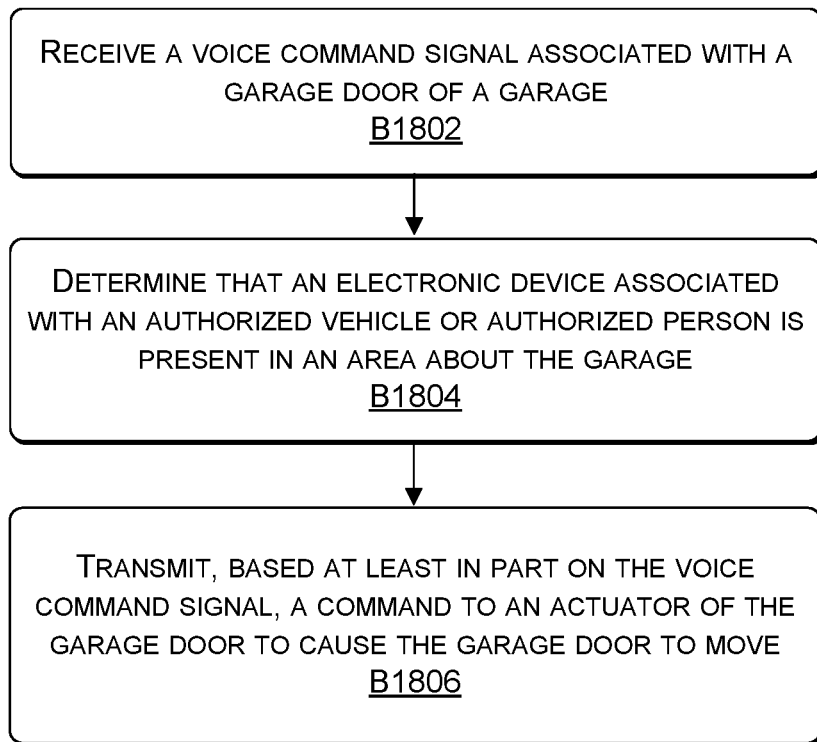 RECEIVE A VOICE COMMAND SIGNAL ASSOCIATED WITH A
GARAGE DOOR OF A GARAGE
B1802
DETERMINE THAT AN ELECTRONIC DEVICE ASSOCIATED
WITH AN AUTHORIZED VEHICLE OR AUTHORIZED PERSON IS
PRESENT IN AN AREA ABOUT THE GARAGE
B1804
TRANSMIT, BASED AT LEAST IN PART ON THE VOICE
COMMAND SIGNAL, A COMMAND TO AN ACTUATOR OF THE
GARAGE DOOR TO CAUSE THE GARAGE DOOR TO MOVE
B1806